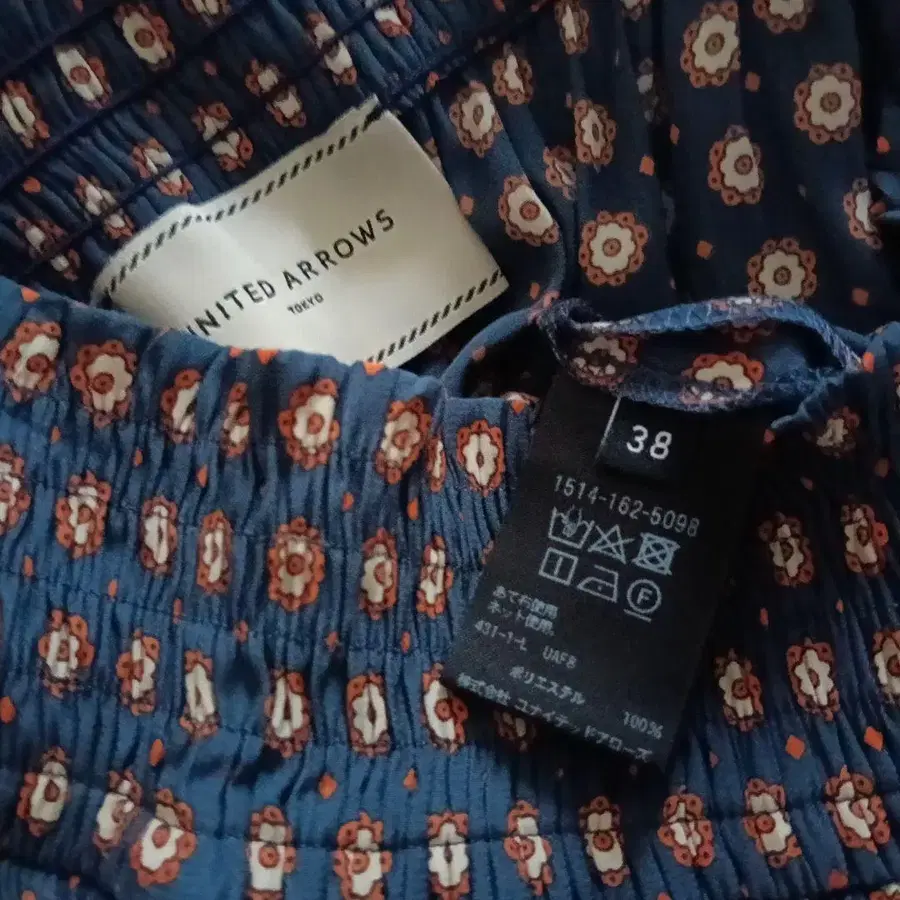 UNITED ARROWS
TOKYO
38
1514-162-5098
F
あて布使用
ネット使用
431-1-L UAFB
ポリエステル 100%
株式会社 ユナイテッドアローズ